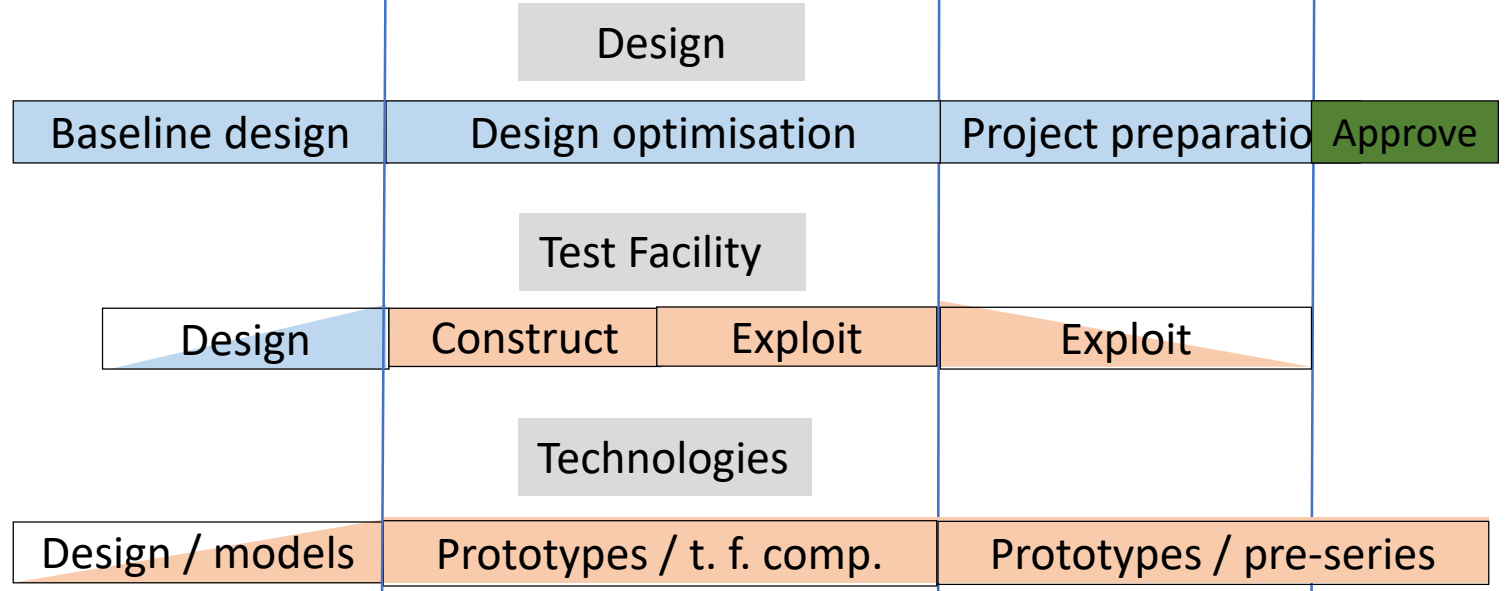 Design
Baseline design
Design optimisation
Project preparatio
Approve
Test Facility
Design
Construct
Exploit
Exploit
Technologies
Design / models
Prototypes / t. f. comp.
Prototypes / pre-series